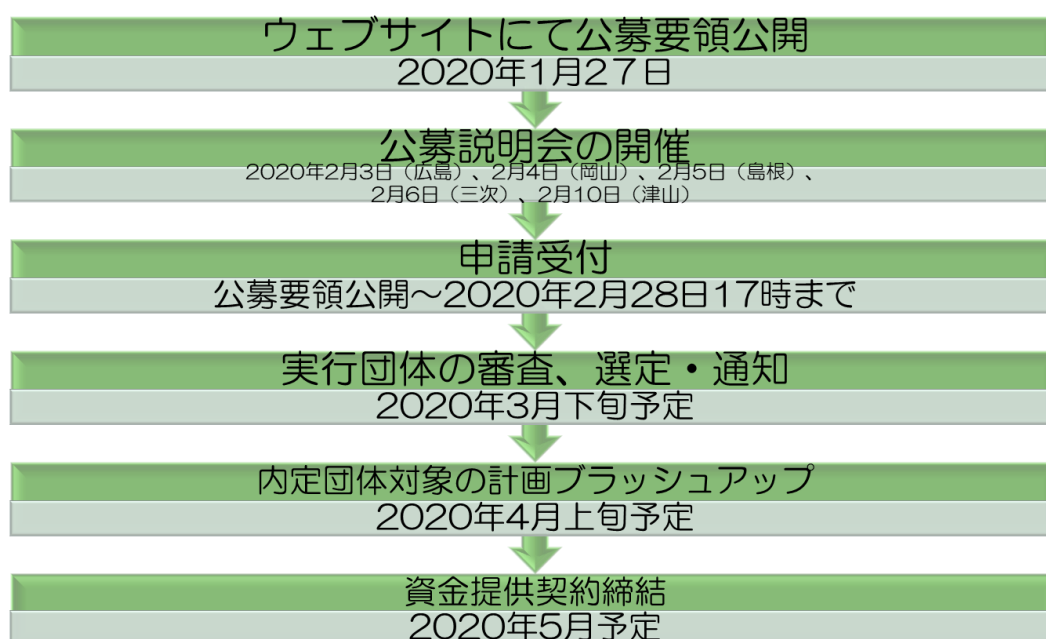 ウェブサイトにて公募要領公開
2020年1月27日
公募説明会の開催
2020年2月3日（広島）、2月4日（岡山）、2月5日（島根）、
2月6日（三次）、2月10日（津山）
申請受付
公募要領公開～2020年2月28日17時まで
実行団体の審査、選定・通知
2020年3月下旬予定
内定団体対象の計画ブラッシュアップ
2020年4月上旬予定
資金提供契約締結
2020年5月予定